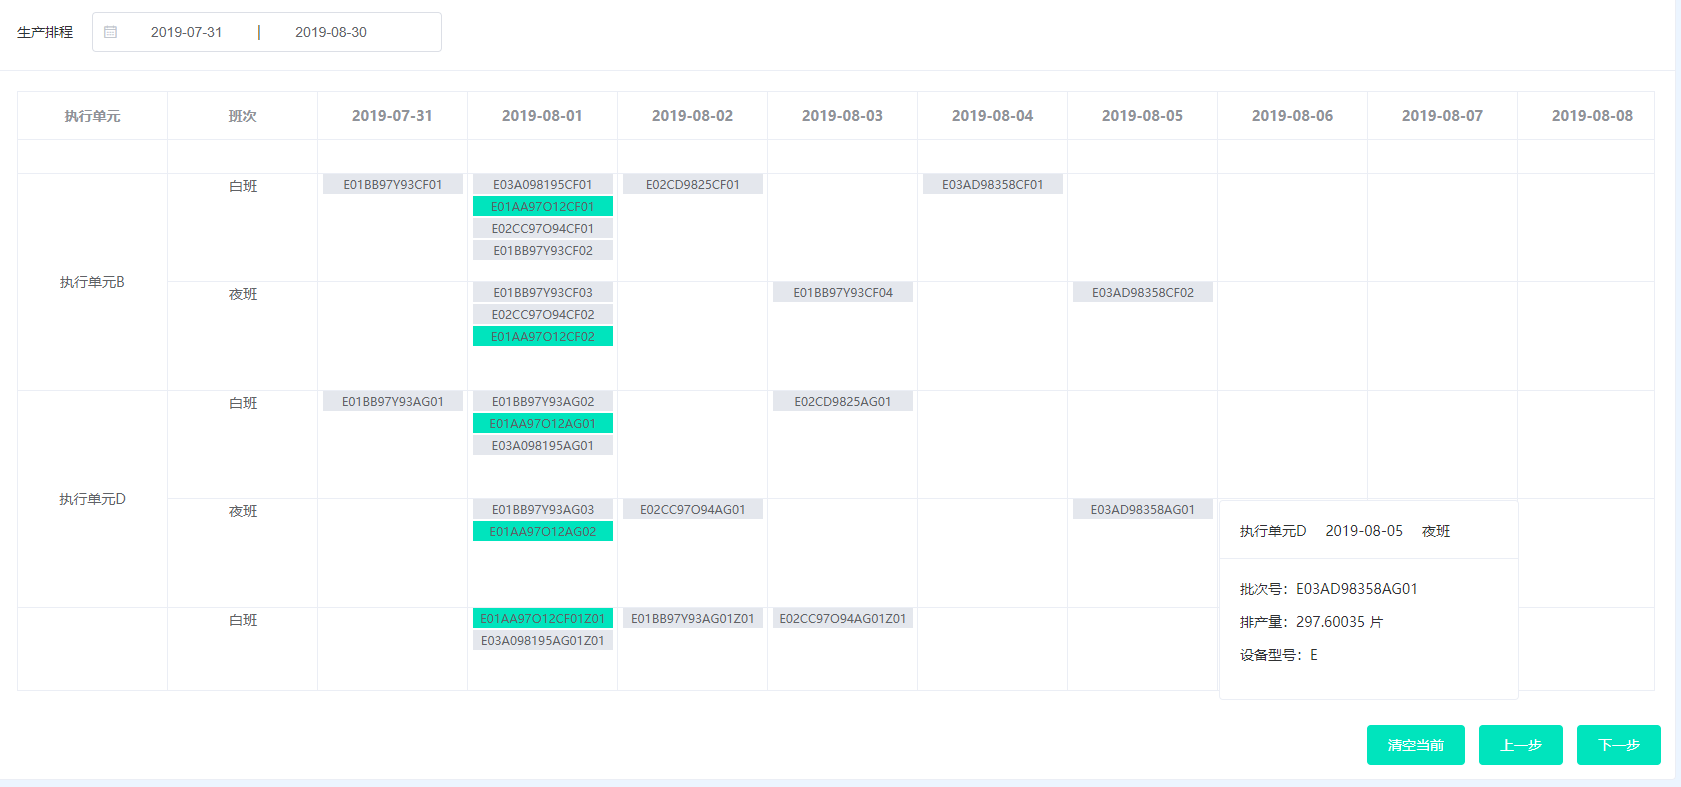 生产排程 2019-07-31 | 2019-08-30
执行单元 班次 2019-07-31 2019-08-01 2019-08-02 2019-08-03 2019-08-04 2019-08-05 2019-08-06 2019-08-07 2019-08-08
白班 E01BB97Y93CF01 E03A098195CF01 E02CD9825CF01 E03AD98358CF01
E01AA97O12CF01
E02CC97O94CF01
E01BB97Y93CF02
执行单元B
夜班 E01BB97Y93CF03 E01BB97Y93CF04 E03AD98358CF02
E02CC97O94CF02
E01AA97O12CF02
白班 E01BB97Y93AG01 E01BB97Y93AG02 E02CD9825AG01
E01AA97O12AG01
E03A098195AG01
执行单元D
夜班 E01BB97Y93AG03 E02CC97O94AG01 E03AD98358AG01
E01AA97O12AG02
执行单元D 2019-08-05 夜班
批次号：E03AD98358AG01
排产量：297.60035 片
设备型号：E
白班 E01AA97O12CF01Z01 E01BB97Y93AG01Z01 E02CC97O94AG01Z01
E03A098195AG01Z01
清空当前 上一步 下一步